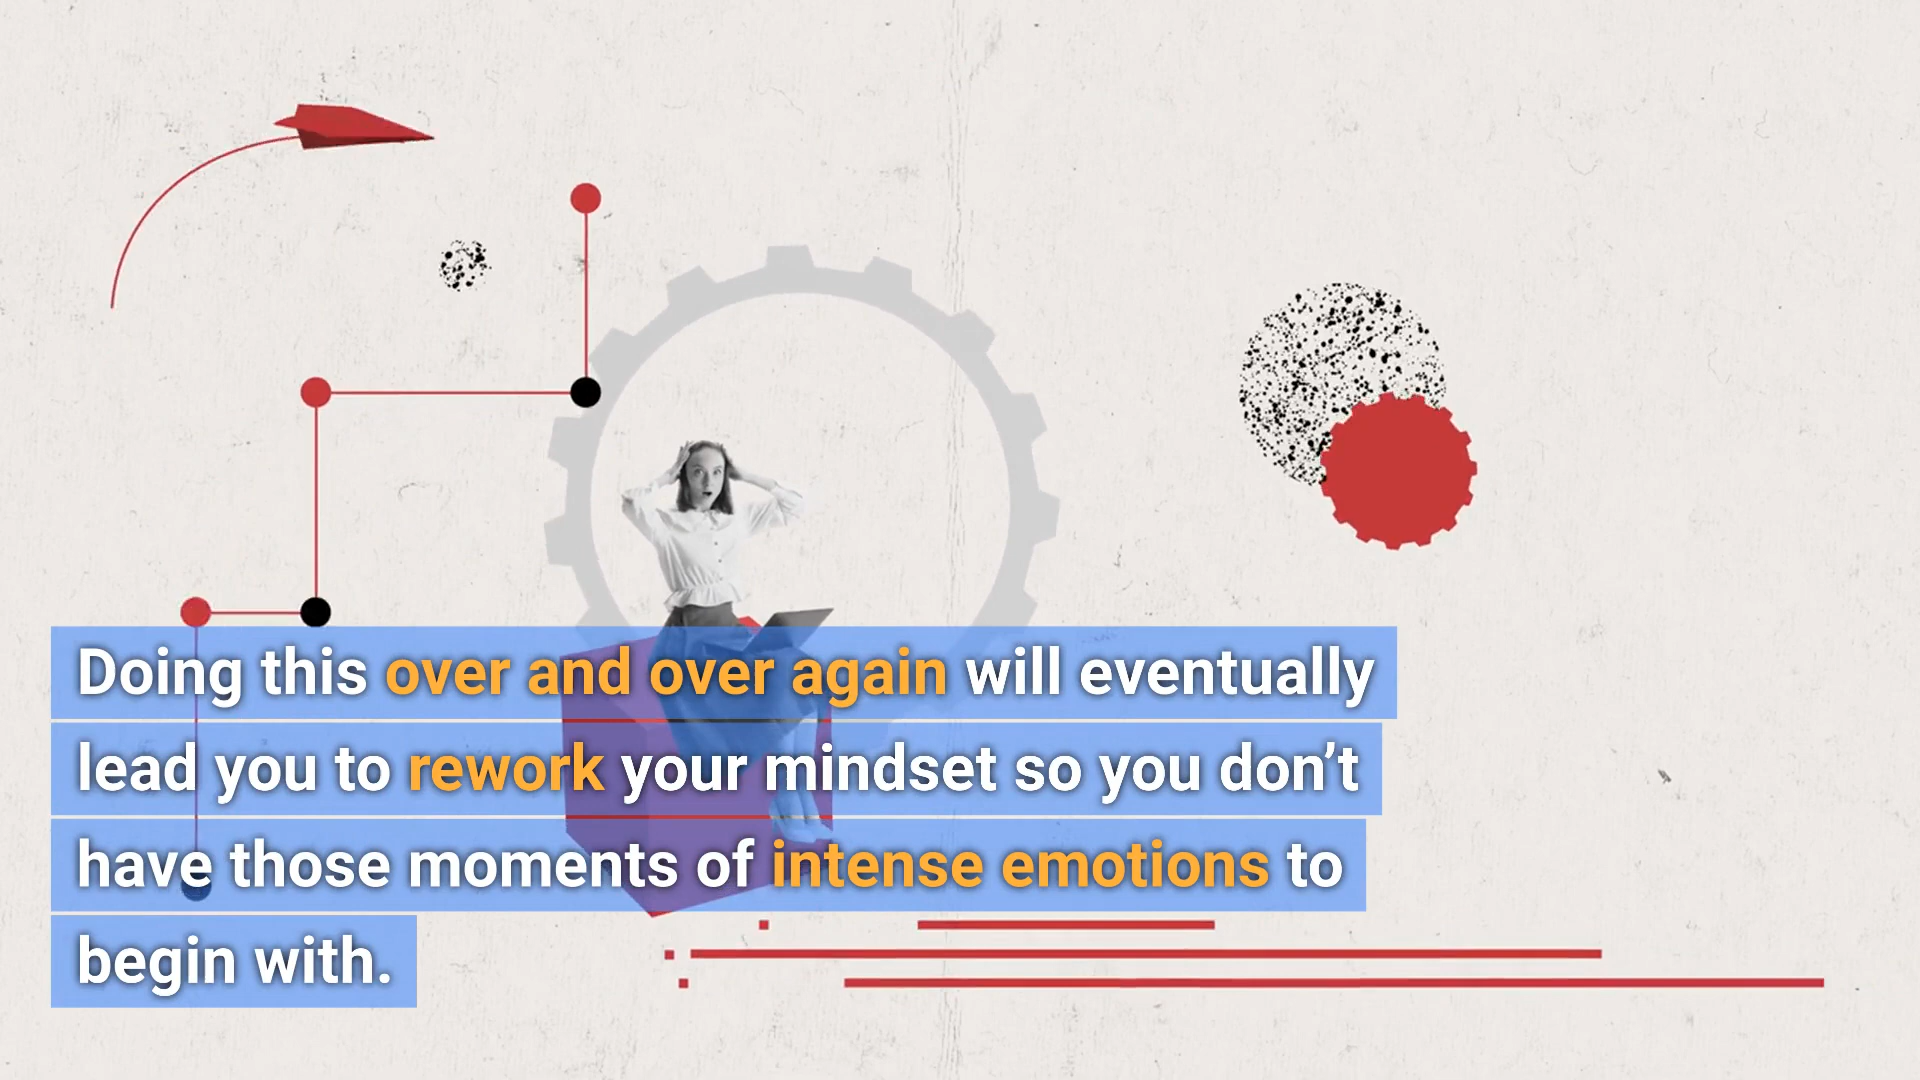 Doing this over and over again will eventually
lead you to rework your mindset so you don’t
have those moments of intense emotions to
begin with.